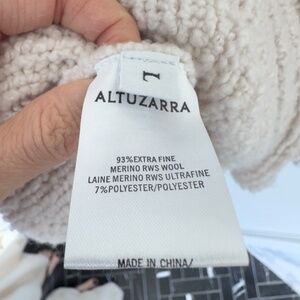 L
ALTUZARRA
93%EXTRA FINE
MERINO RWS WOOL
LAINE MERINO RWS ULTRAFINE
7%POLYESTER/POLYESTER
MADE IN CHINA/